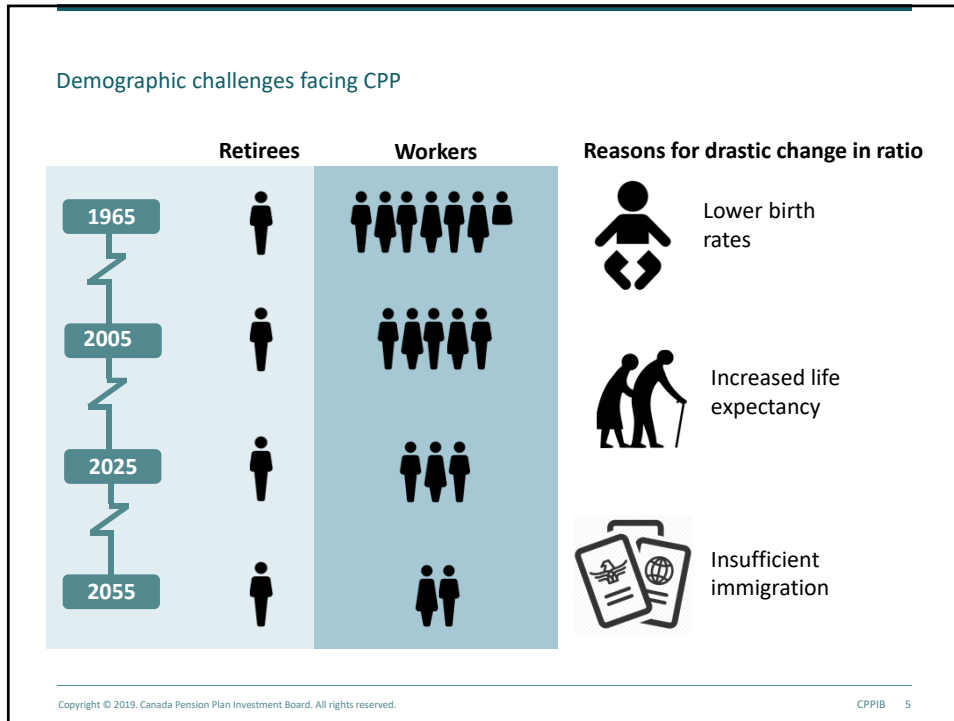 Demographic challenges facing CPP
Retirees
Workers
Reasons for drastic change in ratio
1965
2005
2025
2055
Lower birth
rates
Increased life
expectancy
Insufficient
immigration
Copyright © 2019. Canada Pension Plan Investment Board. All rights reserved.
CPPIB 5